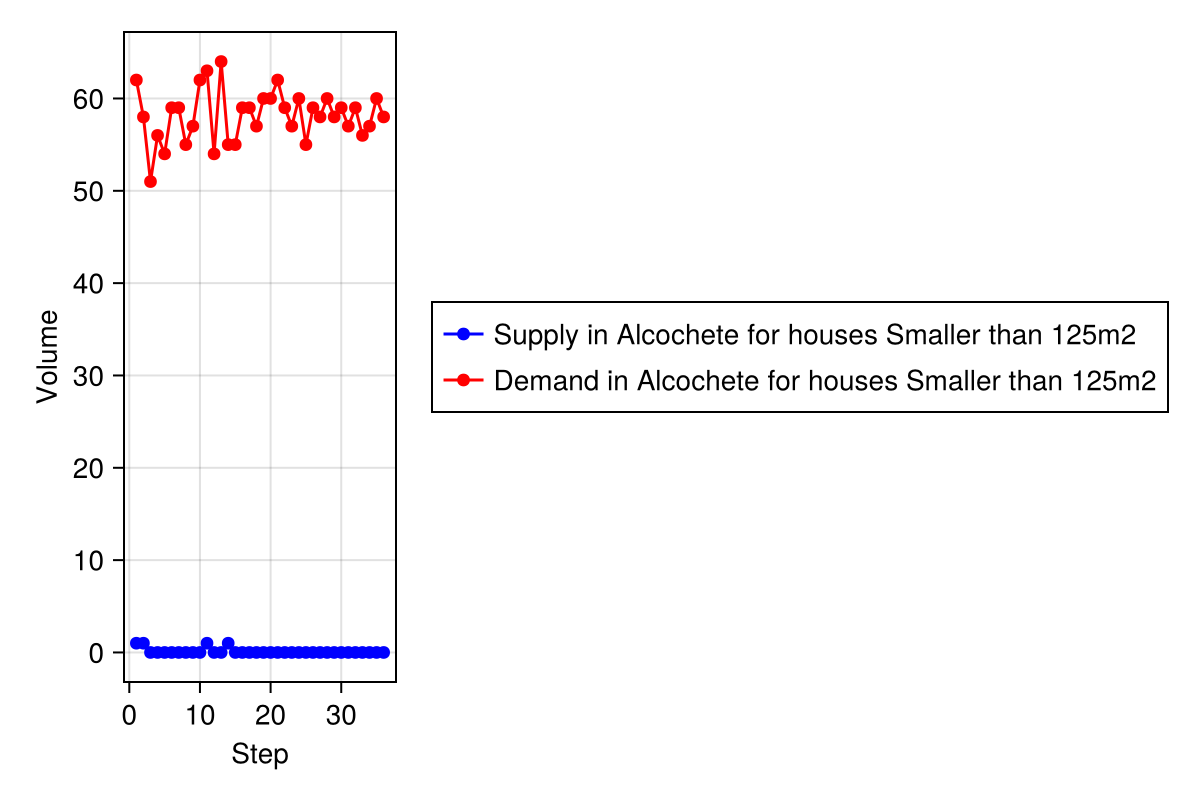 60
50
40
30
20
10
0
Volume
0 10 20 30
Step
Supply in Alcochete for houses Smaller than 125m2
Demand in Alcochete for houses Smaller than 125m2